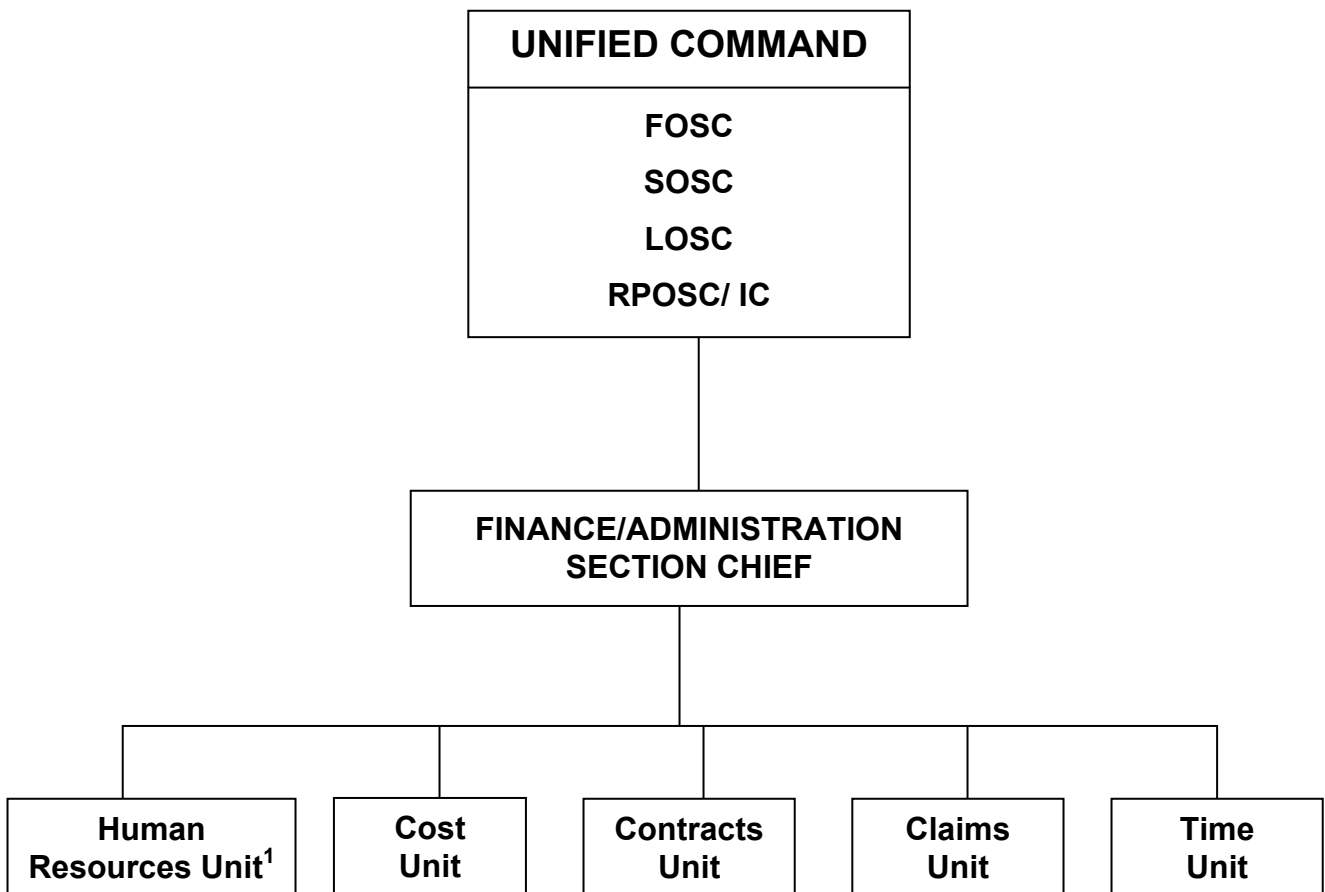 UNIFIED COMMAND
FOSC
SOSC
LOSC
RPOSC/ IC
FINANCE/ADMINISTRATION
SECTION CHIEF
Human
Resources Unit¹
Cost
Unit
Contracts
Unit
Claims
Unit
Time
Unit